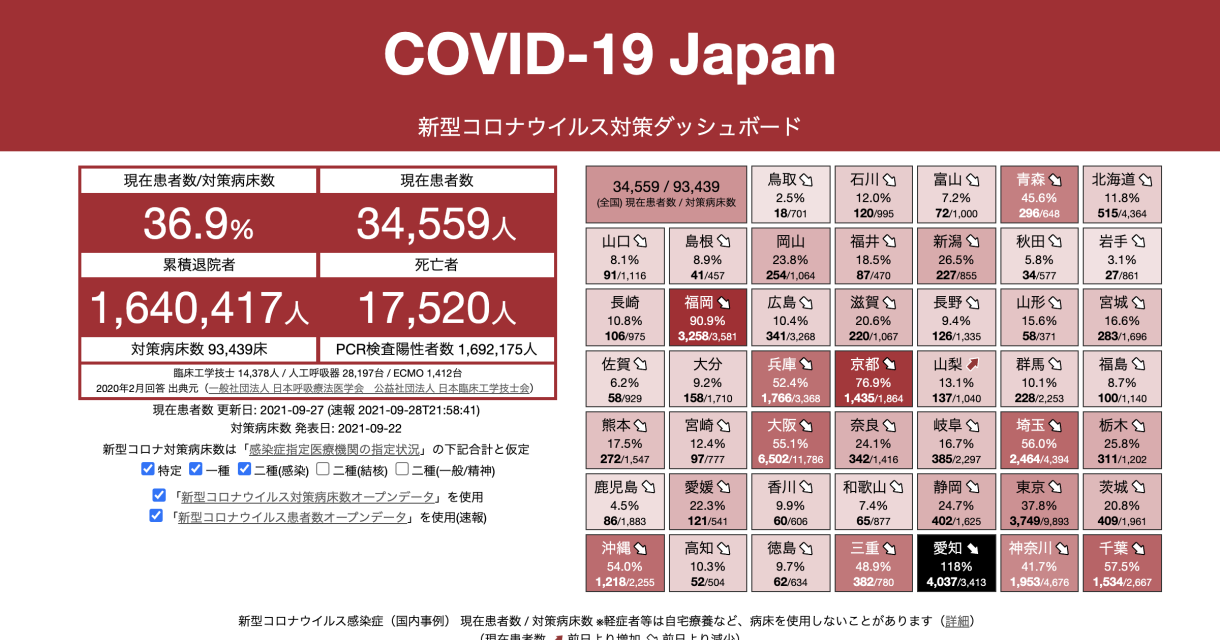 COVID-19 Japan
新型コロナウイルス対策ダッシュボード
現在患者数/対策病床数
現在患者数
36.9%
34,559人
累積退院者
死亡者
1,640,417人
17,520人
対策病床数 93,439床
PCR検査陽性者数 1,692,175人
臨床工学技士 14,378人 / 人工呼吸器 28,197台 / ECMO 1,412台
2020年2月回答 出典元（一般社団法人 日本呼吸療法医学会　公益社団法人 日本臨床工学技士会）
現在患者数 更新日: 2021-09-27 (速報 2021-09-28T21:58:41)
対策病床数 発表日: 2021-09-22
新型コロナ対策病床数は「感染症指定医療機関の指定状況」の下記合計と仮定
特定 一種 二種(感染) 二種(結核) 二種(一般/精神)
「新型コロナウイルス対策病床数オープンデータ」を使用
「新型コロナウイルス患者数オープンデータ」を使用(速報)
34,559 / 93,439
(全国) 現在患者数 / 対策病床数
鳥取
2.5%
18/701
石川
12.0%
120/995
富山
7.2%
72/1,000
青森
45.6%
296/648
北海道
11.8%
515/4,364
山口
8.1%
91/1,116
島根
8.9%
41/457
岡山
23.8%
254/1,064
福井
18.5%
87/470
新潟
26.5%
227/855
秋田
5.8%
34/577
岩手
3.1%
27/861
長崎
10.8%
106/975
福岡
90.9%
3,258/3,581
広島
10.4%
341/3,268
滋賀
20.6%
220/1,067
長野
9.4%
126/1,335
山形
15.6%
58/371
宮城
16.6%
283/1,696
佐賀
6.2%
58/929
大分
9.2%
158/1,710
兵庫
52.4%
1,766/3,368
京都
76.9%
1,435/1,864
山梨
13.1%
137/1,040
群馬
10.1%
228/2,253
福島
8.7%
100/1,140
熊本
17.5%
272/1,547
宮崎
12.4%
97/777
大阪
55.1%
6,502/11,786
奈良
24.1%
342/1,416
岐阜
16.7%
385/2,297
埼玉
56.0%
2,464/4,394
栃木
25.8%
311/1,202
鹿児島
4.5%
86/1,883
愛媛
22.3%
121/541
香川
9.9%
60/606
和歌山
7.4%
65/877
静岡
24.7%
402/1,625
東京
37.8%
3,749/9,893
茨城
20.8%
409/1,961
沖縄
54.0%
1,218/2,255
高知
10.3%
52/504
徳島
9.7%
62/634
三重
48.9%
382/780
愛知
118%
4,037/3,413
神奈川
41.7%
1,953/4,676
千葉
57.5%
1,534/2,667
新型コロナウイルス感染症（国内事例） 現在患者数 / 対策病床数 ※軽症者等は自宅療養など、病床を使用しないことがあります（詳細）
（現在患者数 前日より増加 前日より減少）